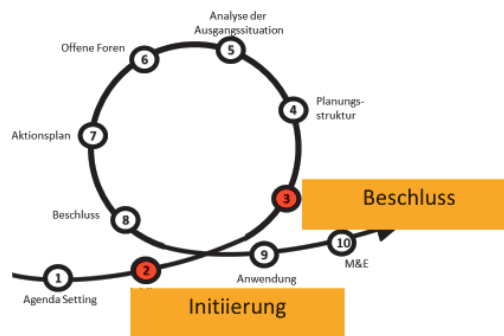 Analyse der
Ausgangssituation
Offene Foren
5
6
4
Planungs-
struktur
Aktionsplan
7
3
Beschluss
Beschluss
8
10
9
M&E
2
1
Anwendung
Agenda Setting
Initiierung